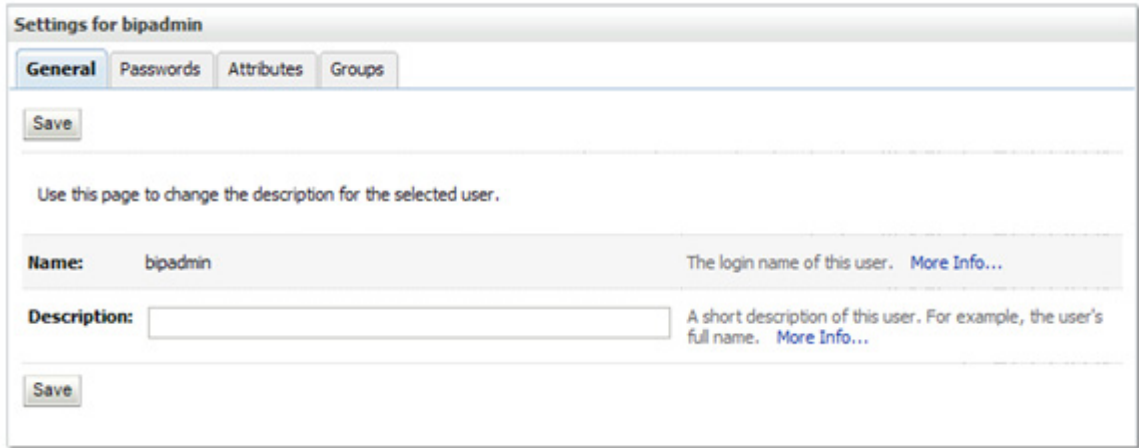 Settings for bipadmin
General Passwords Attributes Groups
Save
Use this page to change the description for the selected user.
Name: bipadmin The login name of this user. More Info...
Description: A short description of this user. For example, the user's
full name. More Info...
Save